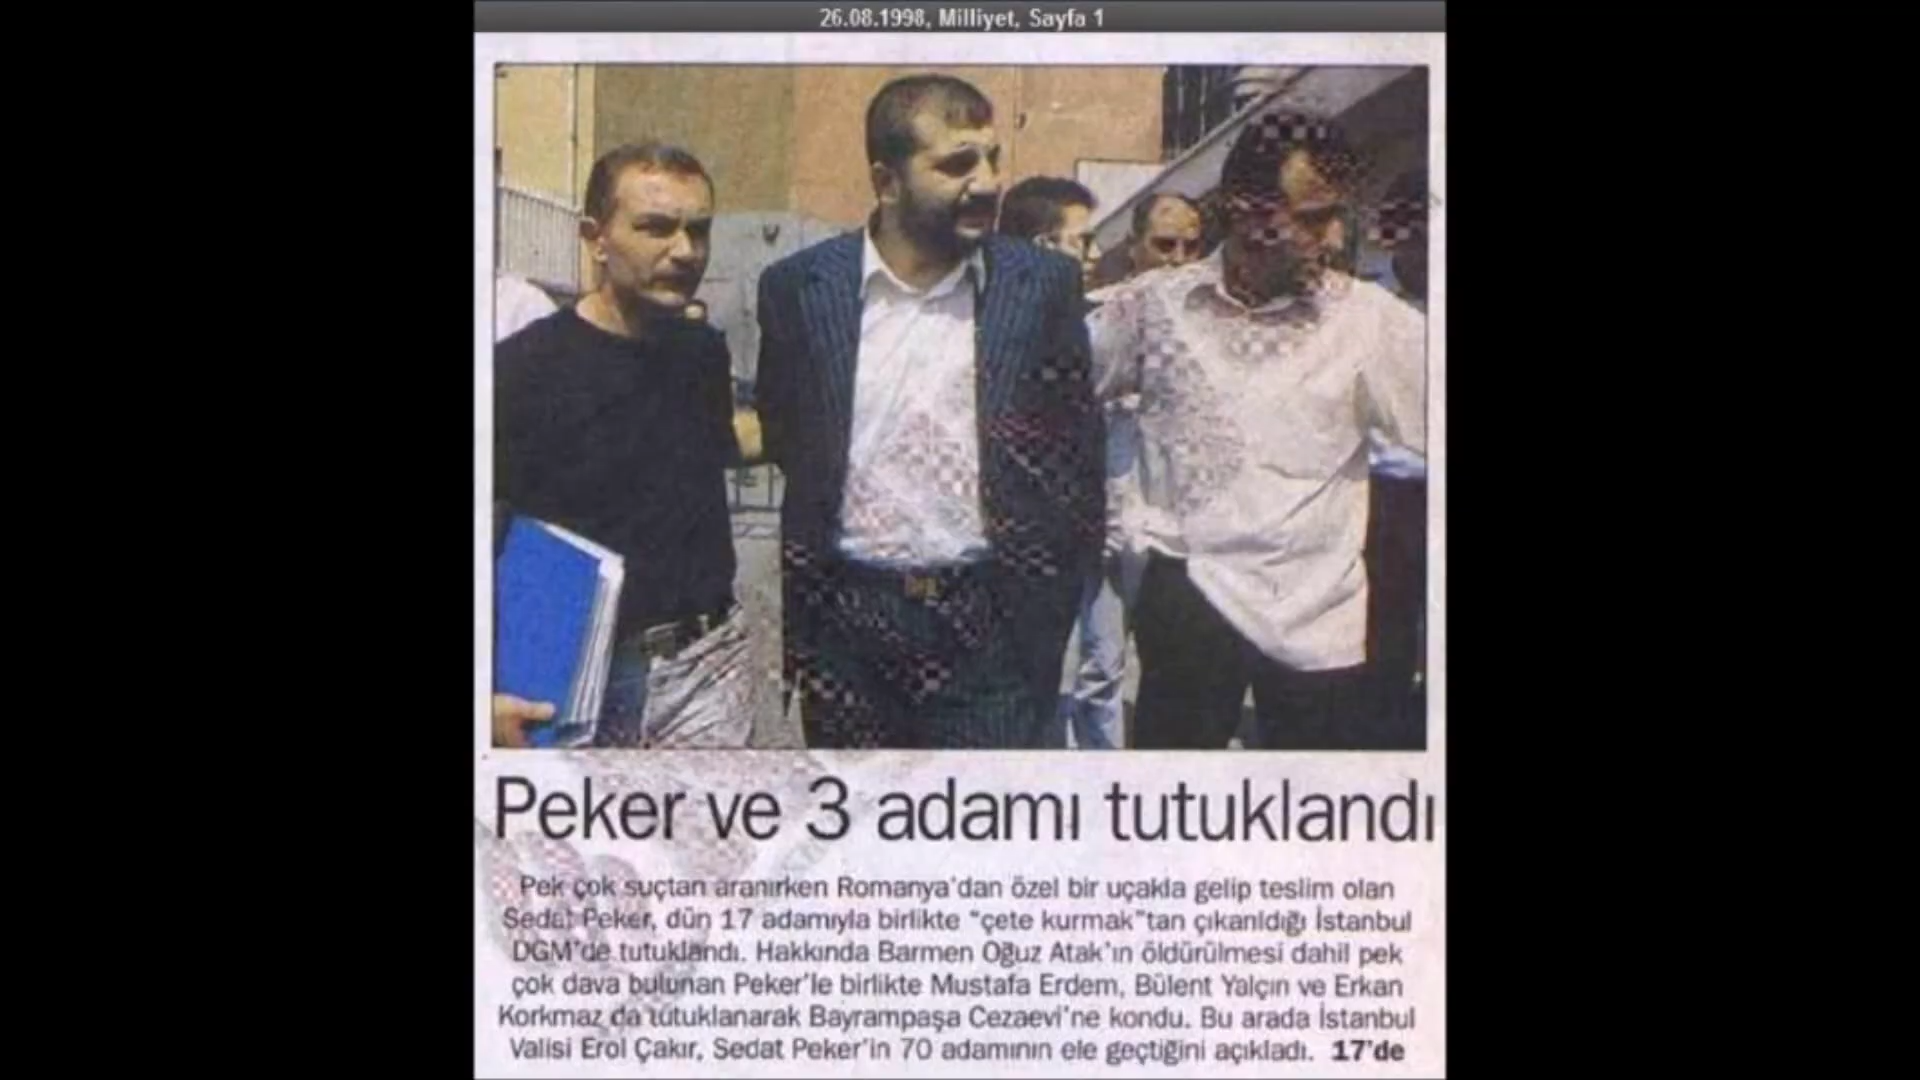 26.08.1998, Milliyet, Sayfa 1
Peker ve 3 adamı tutuklandı
Pek çok suçtan aranırken Romanya'dan özel bir uçakla gelip teslim olan
Sedat Peker, dün 17 adamıyla birlikte "çete kurmak"tan çıkarıldığı İstanbul
DGM'de tutuklandı. Hakkında Barmen Oğuz Atak'ın öldürülmesi dahil pek
çok dava bulunan Peker'le birlikte Mustafa Erdem, Bülent Yalçın ve Erkan
Korkmaz da tutuklanarak Bayrampaşa Cezaevi'ne kondu. Bu arada İstanbul
Valisi Erol Çakır, Sedat Peker'in 70 adamının ele geçtiğini açıkladı. 17'de